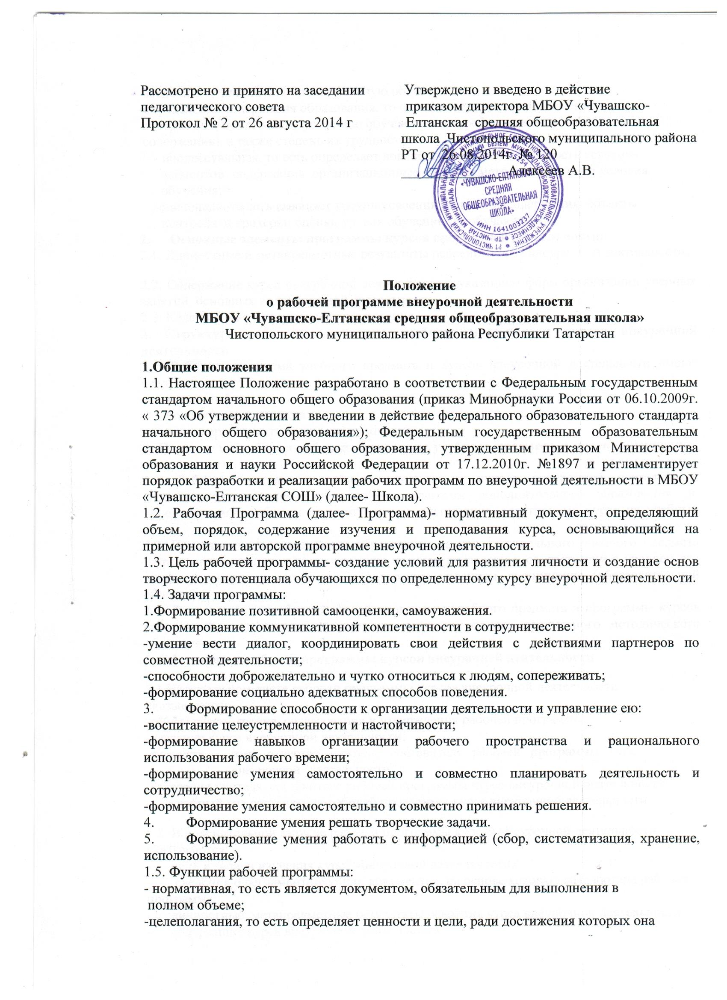 Рассмотрено и принято на заседании
педагогического совета
Протокол № 2 от 26 августа 2014 г
Утверждено и введено в действие
приказом директора МБОУ «Чувашско-
Елтанская средняя общеобразовательная
школа Чистопольского муниципального района
РТ от 26.08.2014г. № 120
Алексеев А.В.
«ЧУВАШСКО-ЕЛТАНСКАЯ
СРЕДНЯЯ
ОБЩЕОБРАЗОВАТЕЛЬНАЯ
ШКОЛА»
ИНН 1641003237
Положение
о рабочей программе внеурочной деятельности
МБОУ «Чувашско-Елтанская средняя общеобразовательная школа»
Чистопольского муниципального района Республики Татарстан
1.Общие положения
1.1. Настоящее Положение разработано в соответствии с Федеральным государственным
стандартом начального общего образования (приказ Минобрнауки России от 06.10.2009г.
« 373 «Об утверждении и введении в действие федерального образовательного стандарта
начального общего образования»); Федеральным государственным образовательным
стандартом основного общего образования, утвержденным приказом Министерства
образования и науки Российской Федерации от 17.12.2010г. №1897 и регламентирует
порядок разработки и реализации рабочих программ по внеурочной деятельности в МБОУ
«Чувашско-Елтанская СОШ» (далее- Школа).
1.2. Рабочая Программа (далее- Программа)- нормативный документ, определяющий
объем, порядок, содержание изучения и преподавания курса, основывающийся на
примерной или авторской программе внеурочной деятельности.
1.3. Цель рабочей программы- создание условий для развития личности и создание основ
творческого потенциала обучающихся по определенному курсу внеурочной деятельности.
1.4. Задачи программы:
1.Формирование позитивной самооценки, самоуважения.
2.Формирование коммуникативной компетентности в сотрудничестве:
-умение вести диалог, координировать свои действия с действиями партнеров по
совместной деятельности;
-способности доброжелательно и чутко относиться к людям, сопереживать;
-формирование социально адекватных способов поведения.
3. Формирование способности к организации деятельности и управление ею:
-воспитание целеустремленности и настойчивости;
-формирование навыков организации рабочего пространства и рационального
использования рабочего времени;
-формирование умения самостоятельно и совместно планировать деятельность и
сотрудничество;
-формирование умения самостоятельно и совместно принимать решения.
4. Формирование умения решать творческие задачи.
5. Формирование умения работать с информацией (сбор, систематизация, хранение,
использование).
1.5. Функции рабочей программы:
- нормативная, то есть является документом, обязательным для выполнения в
полном объеме;
-целеполагания, то есть определяет ценности и цели, ради достижения которых она